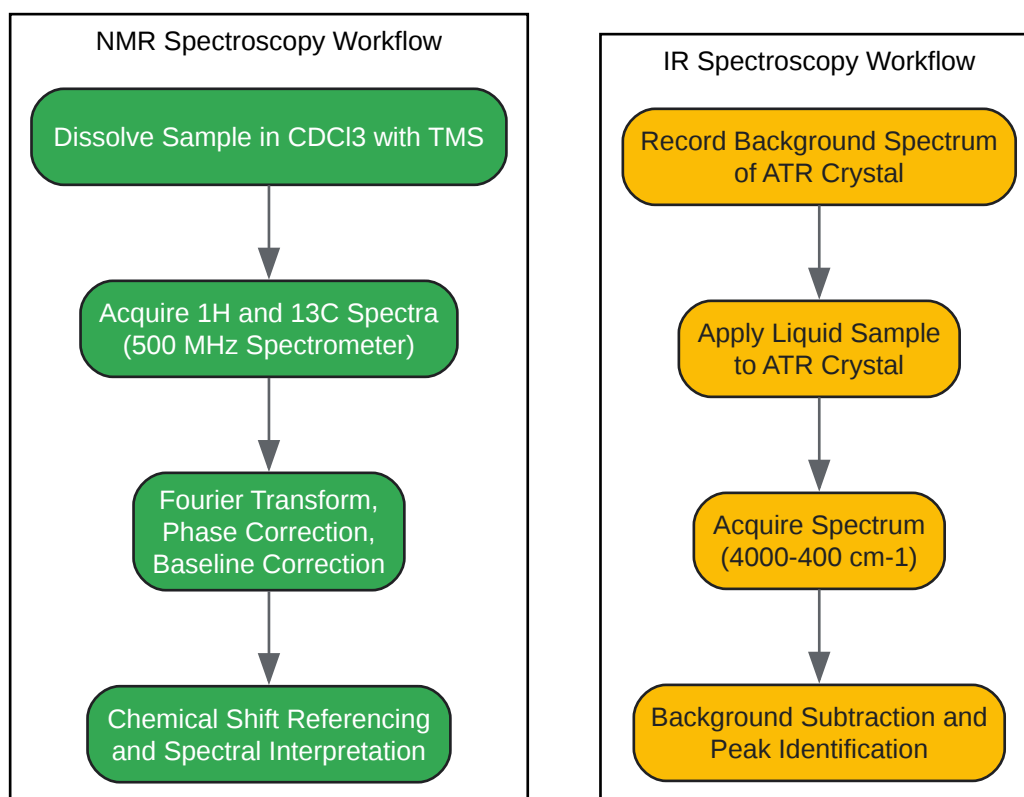 NMR Spectroscopy Workflow
Dissolve Sample in CDCl3 with TMS
Acquire 1H and 13C Spectra
(500 MHz Spectrometer)
Fourier Transform,
Phase Correction,
Baseline Correction
Chemical Shift Referencing
and Spectral Interpretation
IR Spectroscopy Workflow
Record Background Spectrum
of ATR Crystal
Apply Liquid Sample
to ATR Crystal
Acquire Spectrum
(4000-400 cm-1)
Background Subtraction and
Peak Identification